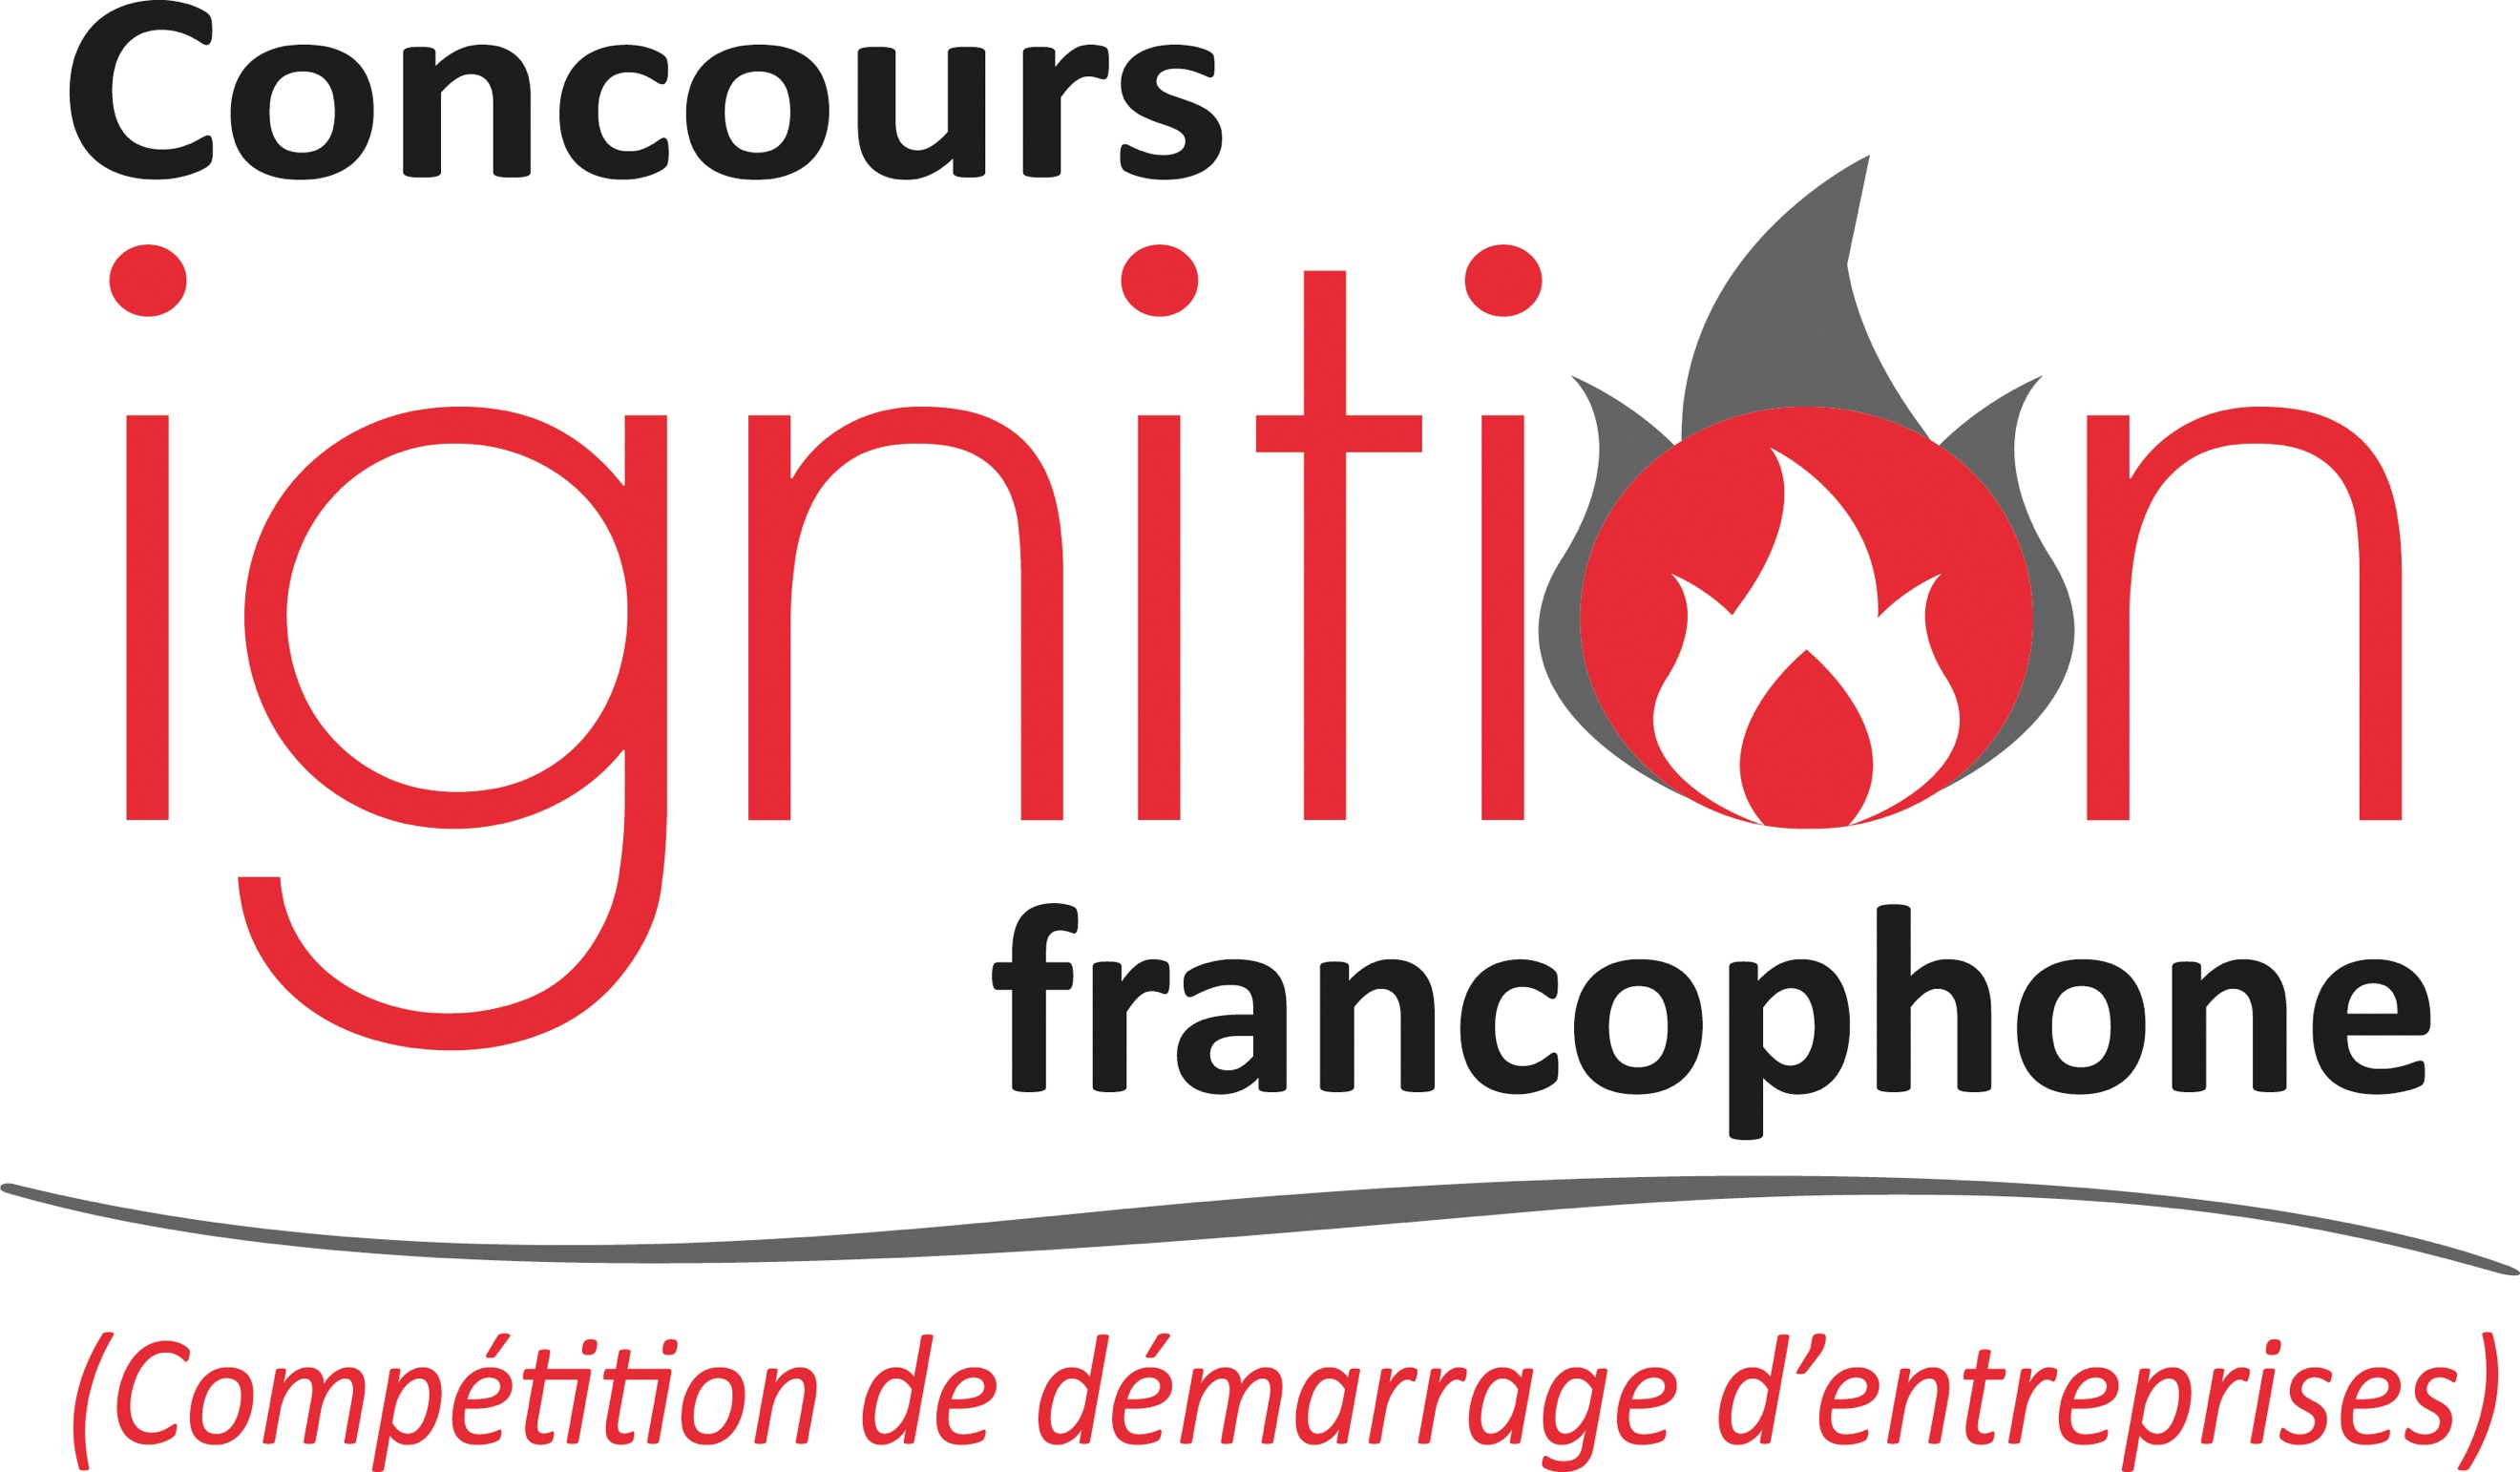 Concours
ignition
francophone
(Compétition de démarrage d'entreprises)